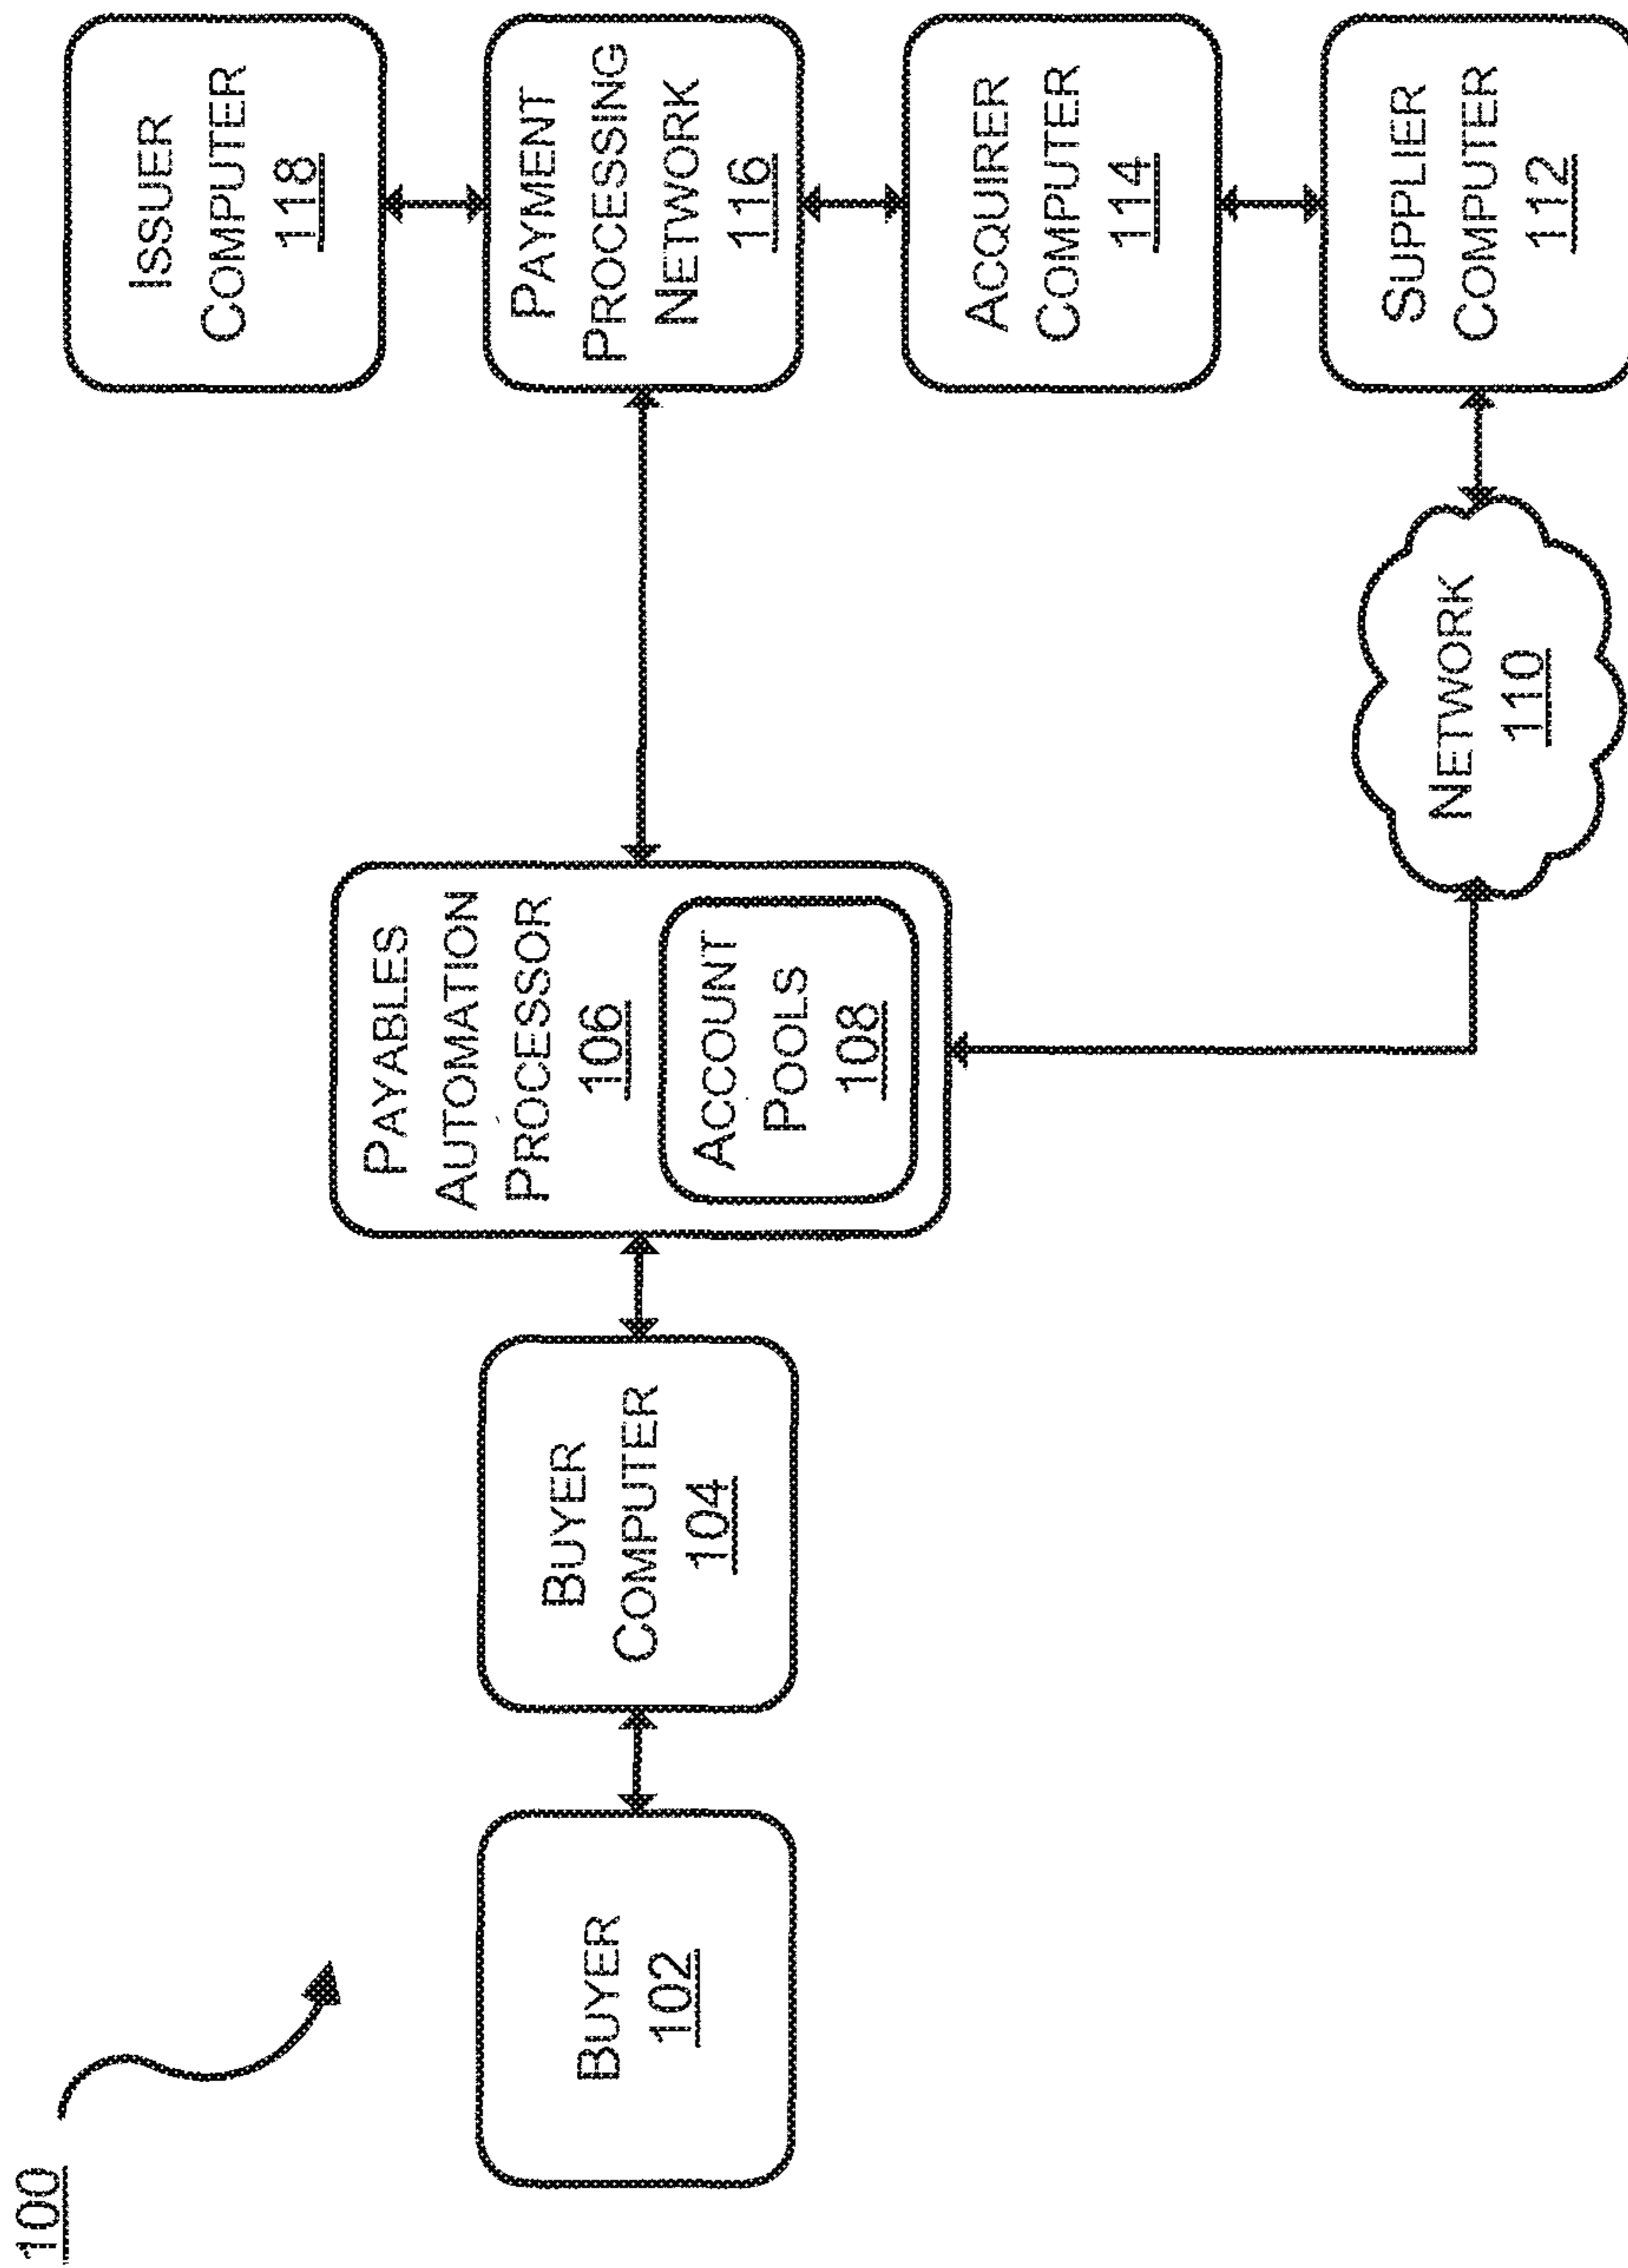 100
BUYER
102
BUYER
COMPUTER
104
PAYABLES
AUTOMATION
PROCESSOR
106
ACCOUNT
POOLS
108
NETWORK
110
ISSUER
COMPUTER
118
PAYMENT
PROCESSING
NETWORK
116
ACQUIRER
COMPUTER
114
SUPPLIER
COMPUTER
112